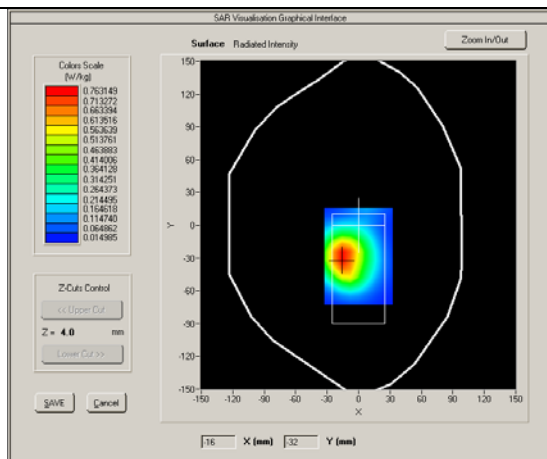 SAR Visualisation Graphical Interface
Surface Radiated Intensity
Zoom In/Out
Colors Scale
(W/kg)
0.763149
0.713272
0.663394
0.613516
0.563639
0.513761
0.463883
0.414006
0.364128
0.314251
0.264373
0.214495
0.164618
0.114740
0.064862
0.014985
Z-Cuts Control
<< Upper Cut
Z = 4.0 mm
Lower Cut >>
SAVE Cancel
150
120
90
60
30
0
-30
-60
-90
-120
-150
Y
-150 -120 -90 -60 -30 0 30 60 90 120 150
X
-16 X (mm) -32 Y (mm)